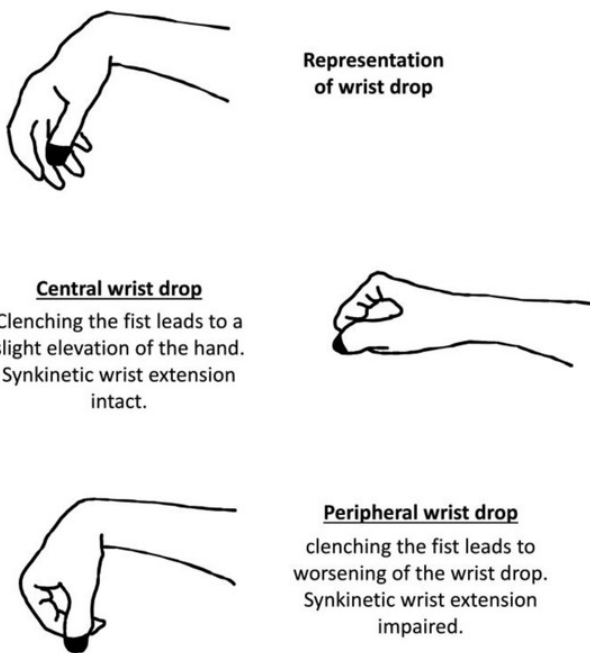 Representation
of wrist drop
Central wrist drop
Clenching the fist leads to a
slight elevation of the hand.
Synkinetic wrist extension
intact.
Peripheral wrist drop
clenching the fist leads to
worsening of the wrist drop.
Synkinetic wrist extension
impaired.